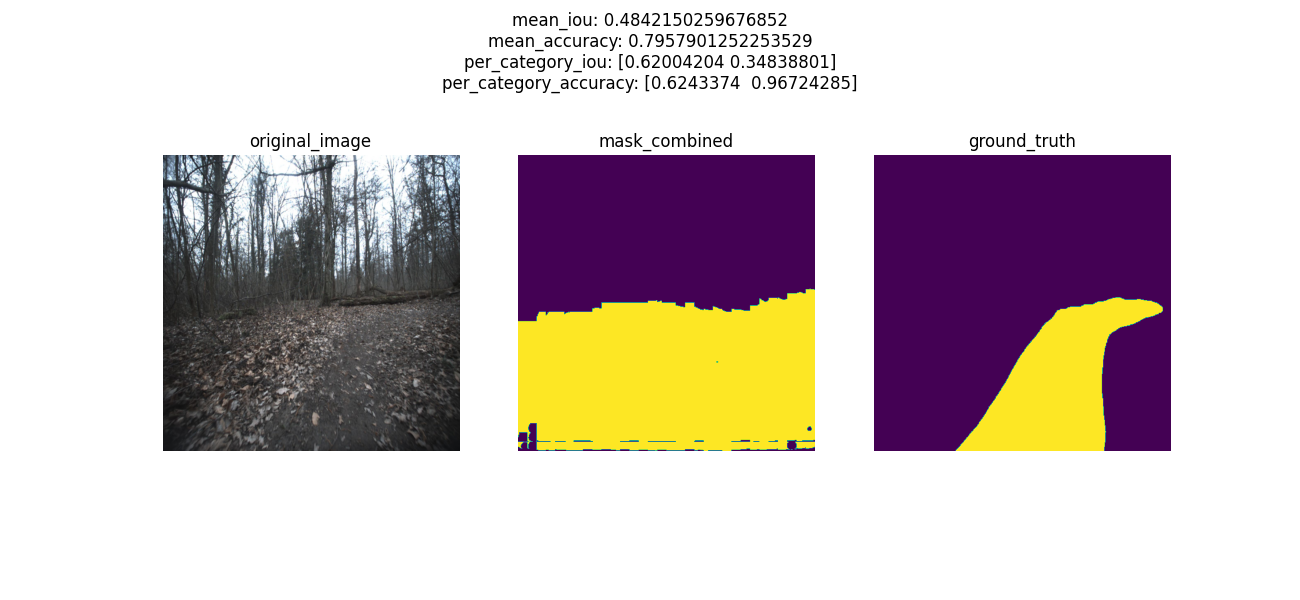 mean_iou: 0.4842150259676852
mean_accuracy: 0.7957901252253529
per_category_iou: [0.62004204 0.34838801]
per_category_accuracy: [0.6243374  0.96724285]
original_image
mask_combined
ground_truth